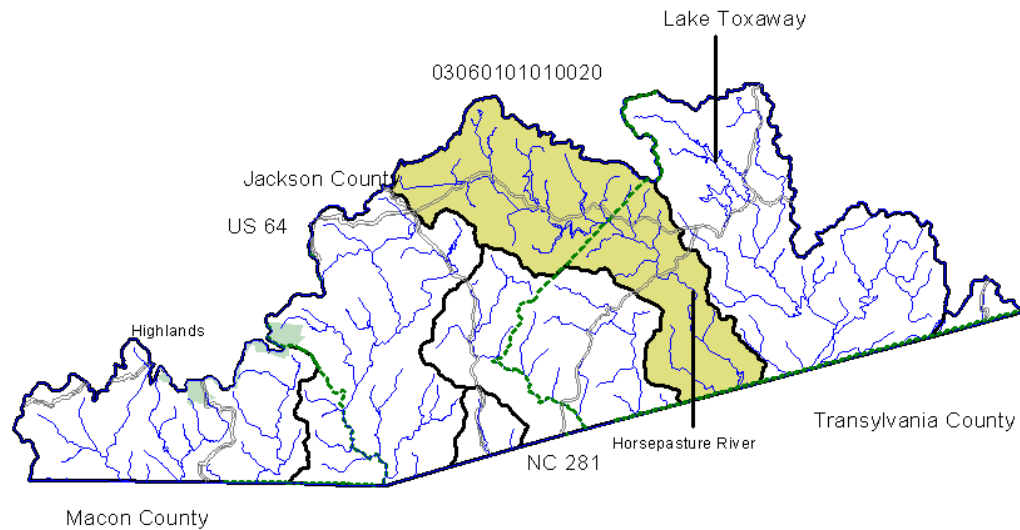 Lake Toxaway
03060101010020
Jackson County
US 64
Highlands
Transylvania County
Horsepasture River
NC 281
Macon County